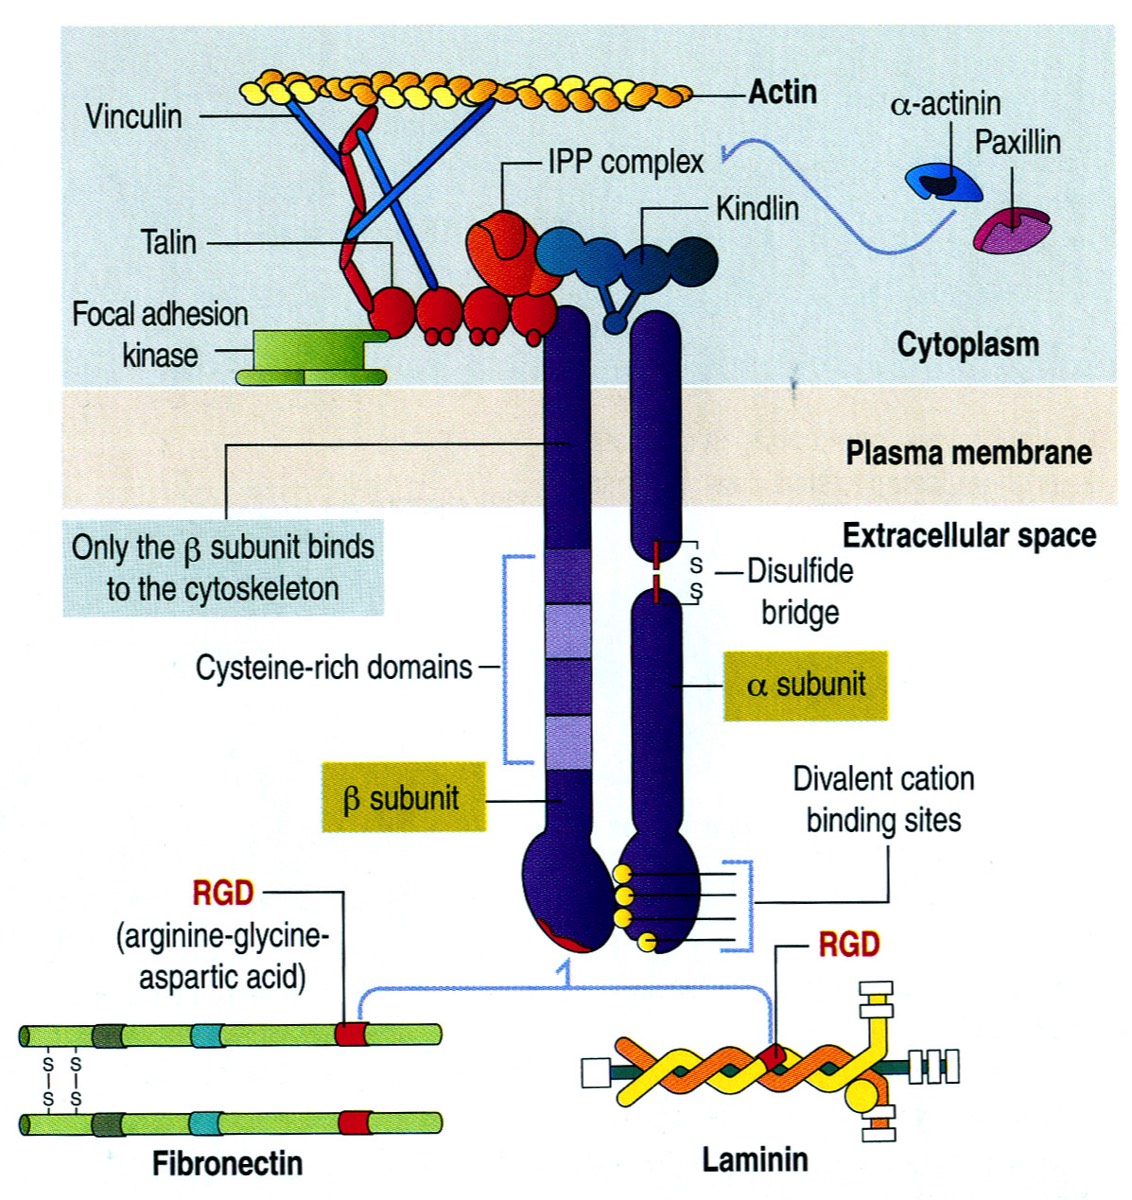 Actin
Vinculin
α-actinin
Paxillin
IPP complex
Kindlin
Talin
Focal adhesion
kinase
Cytoplasm
Plasma membrane
Only the β subunit binds
to the cytoskeleton
Extracellular space
S
S
Disulfide
bridge
Cysteine-rich domains
α subunit
β subunit
Divalent cation
binding sites
RGD
(arginine-glycine-
aspartic acid)
RGD
S S
S S
Fibronectin
Laminin